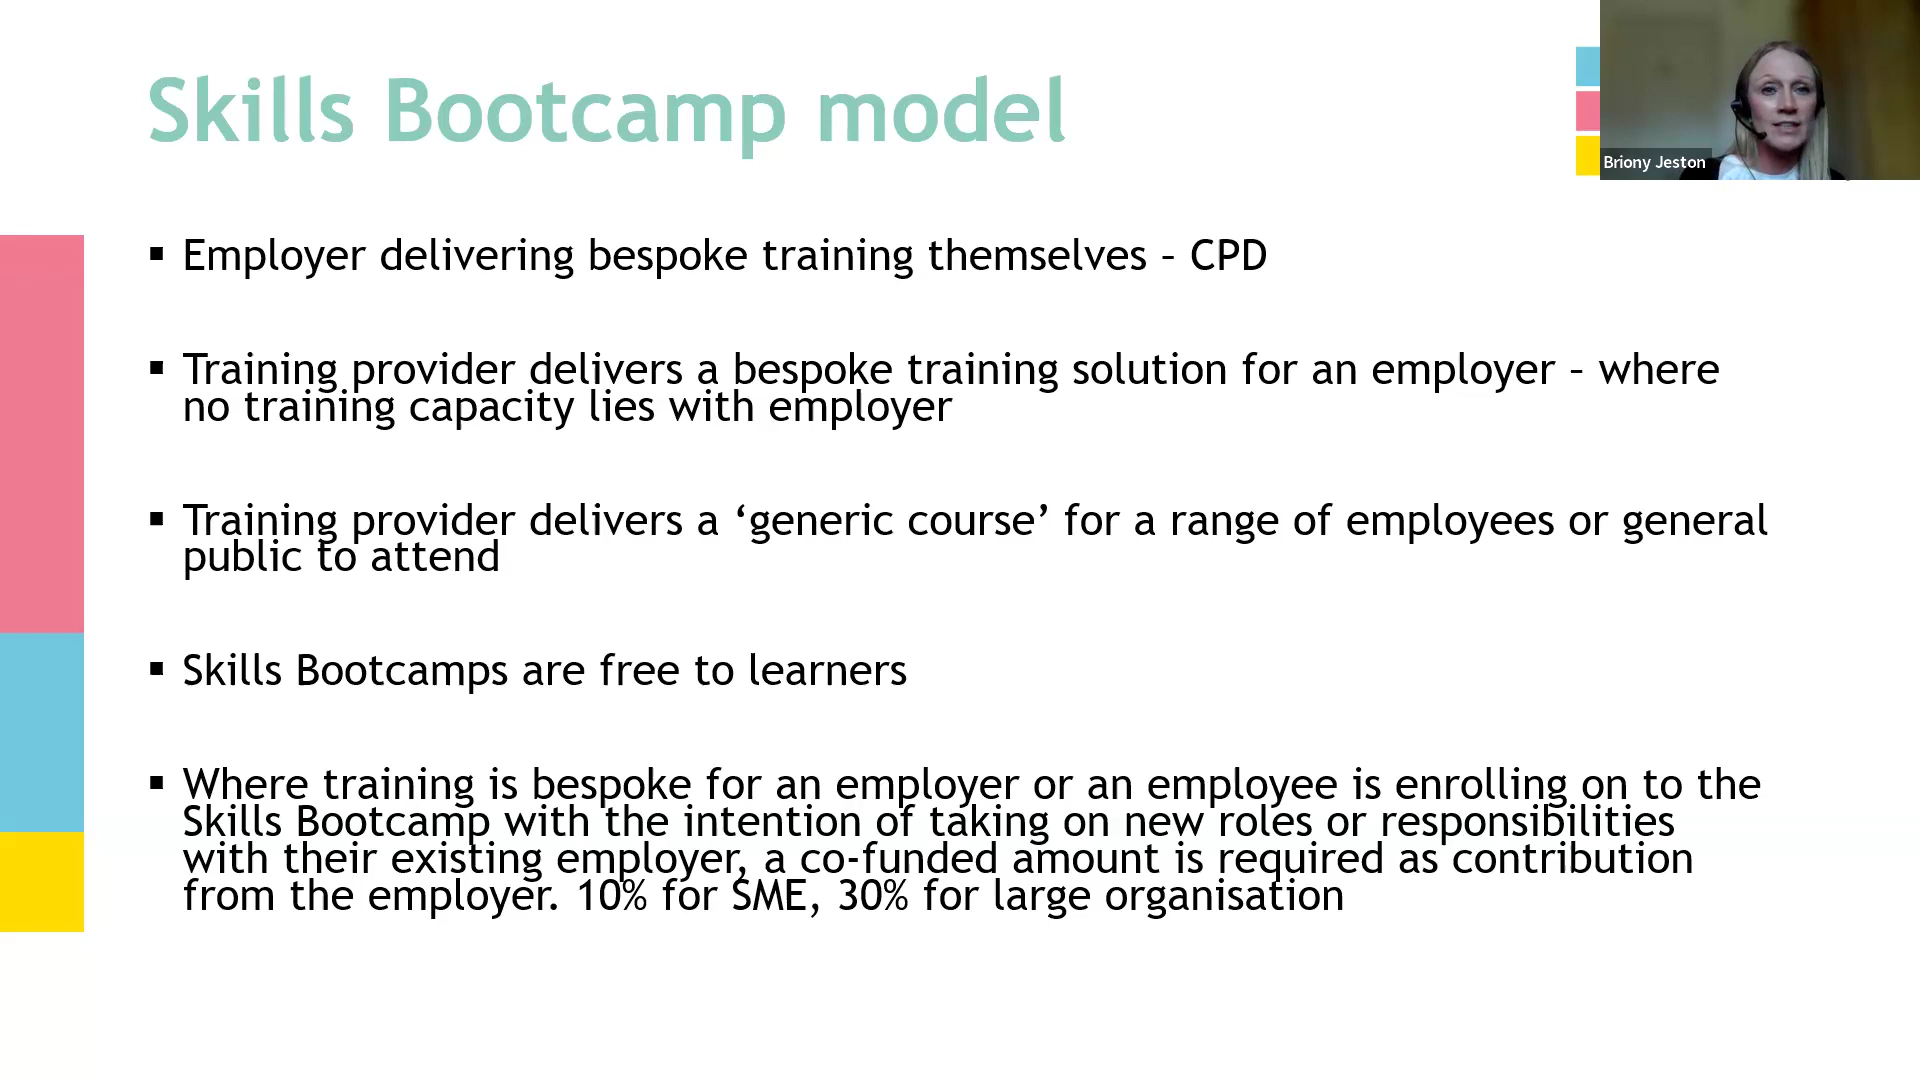 Skills Bootcamp model
Briony Jeston
▪ Employer delivering bespoke training themselves – CPD
▪ Training provider delivers a bespoke training solution for an employer – where
no training capacity lies with employer
▪ Training provider delivers a ‘generic course’ for a range of employees or general
public to attend
▪ Skills Bootcamps are free to learners
▪ Where training is bespoke for an employer or an employee is enrolling on to the
Skills Bootcamp with the intention of taking on new roles or responsibilities
with their existing employer, a co-funded amount is required as contribution
from the employer. 10% for SME, 30% for large organisation